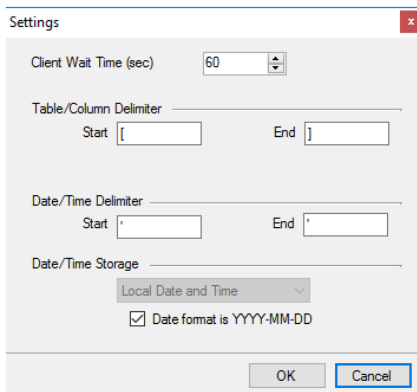 Settings
x
Client Wait Time (sec) 60
Table/Column Delimiter
Start [ End ]
Date/Time Delimiter
Start ' End '
Date/Time Storage
Local Date and Time
Date format is YYYY-MM-DD
OK Cancel